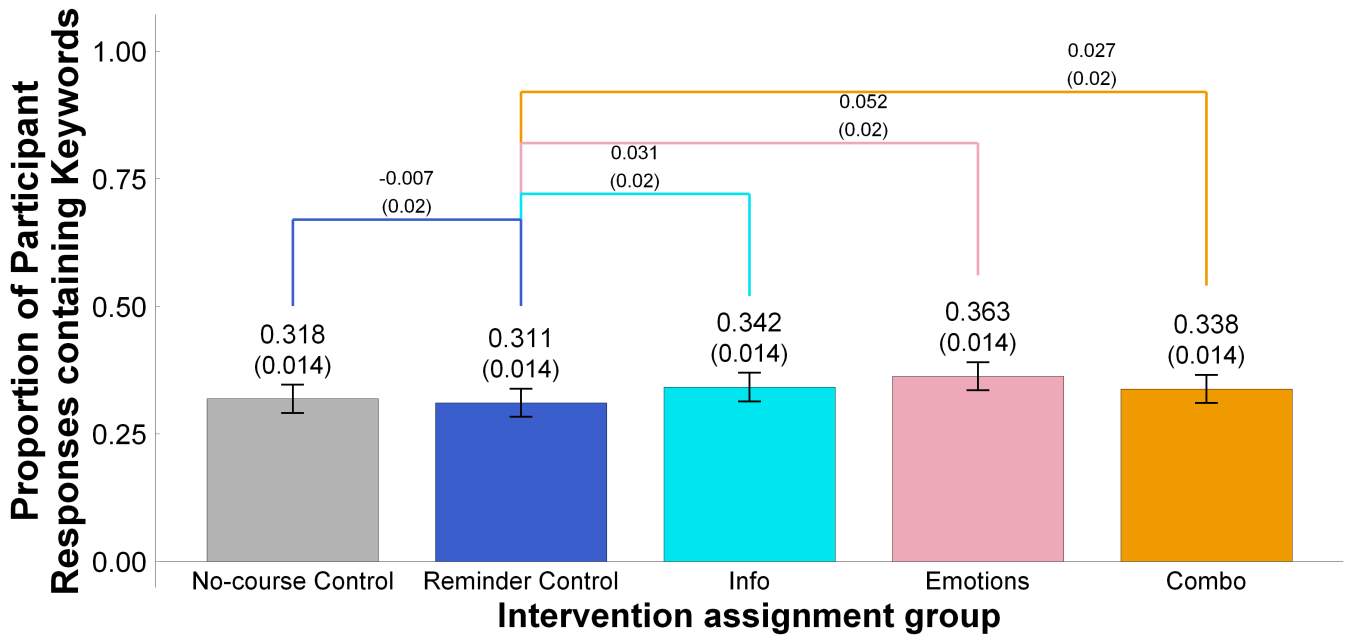 Proportion of Participant
Responses containing Keywords
1.00
0.75
0.50
0.25
0.00
0.027
(0.02)
0.052
(0.02)
0.031
(0.02)
-0.007
(0.02)
0.318
(0.014)
0.311
(0.014)
0.342
(0.014)
0.363
(0.014)
0.338
(0.014)
No-course Control
Reminder Control
Info
Emotions
Combo
Intervention assignment group